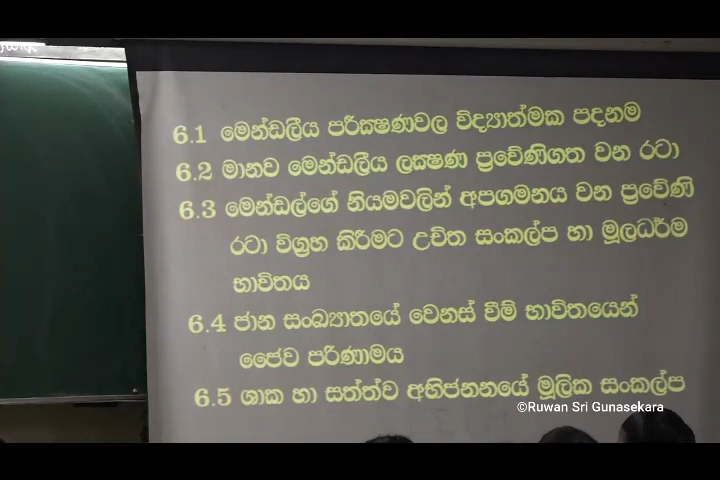 6.1 මෙන්ඩලීය පරීක්ෂණවල විද්‍යාත්මක පදනම
6.2 මානව මෙන්ඩලීය ලක්ෂණ ප්‍රවේණිගත වන රටා
6.3 මෙන්ඩල්ගේ නියමවලින් අපගමනය වන ප්‍රවේණි
රටා විග්‍රහ කිරීමට උචිත සංකල්ප හා මූලධර්ම
භාවිතය
6.4 ජාන සංඛ්‍යාතයේ වෙනස් වීම් භාවිතයෙන්
ජෛව පරිණාමය
6.5 ශාක හා සත්ත්ව අභිජනනයේ මූලික සංකල්ප
©Ruwan Sri Gunasekara